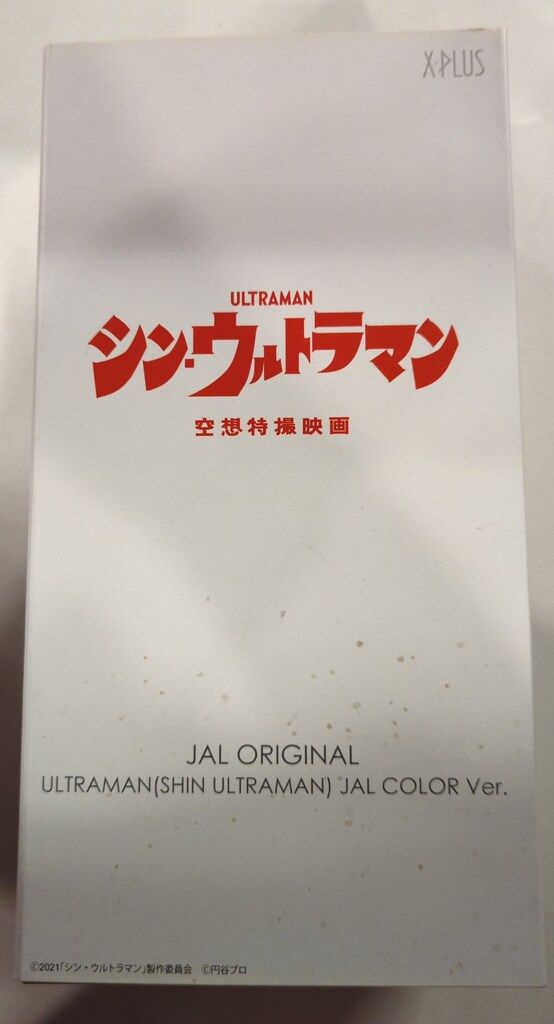 X-PLUS
ULTRAMAN
シン・ウルトラマン
空想特撮映画
JAL ORIGINAL
ULTRAMAN(SHIN ULTRAMAN) JAL COLOR Ver.
©2021「シン・ウルトラマン」製作委員会 ©円谷プロ